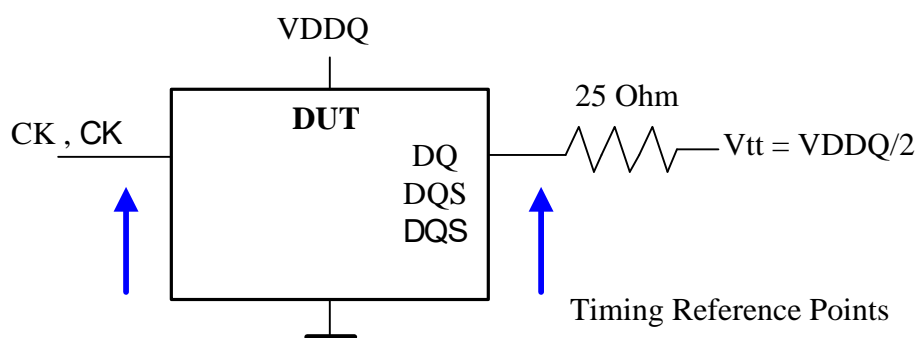 VDDQ
25 Ohm
DUT
CK , CK
Vtt = VDDQ/2
DQ
DQS
DQS
Timing Reference Points